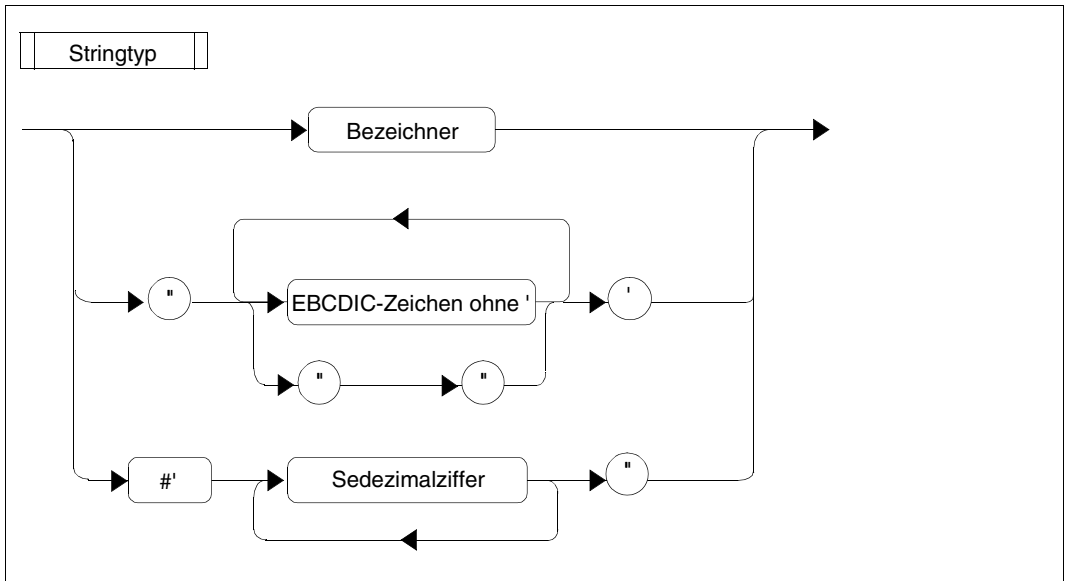 Stringtyp
Bezeichner
" EBCDIC-Zeichen ohne ' '
" "
#' Sedezimalziffer "